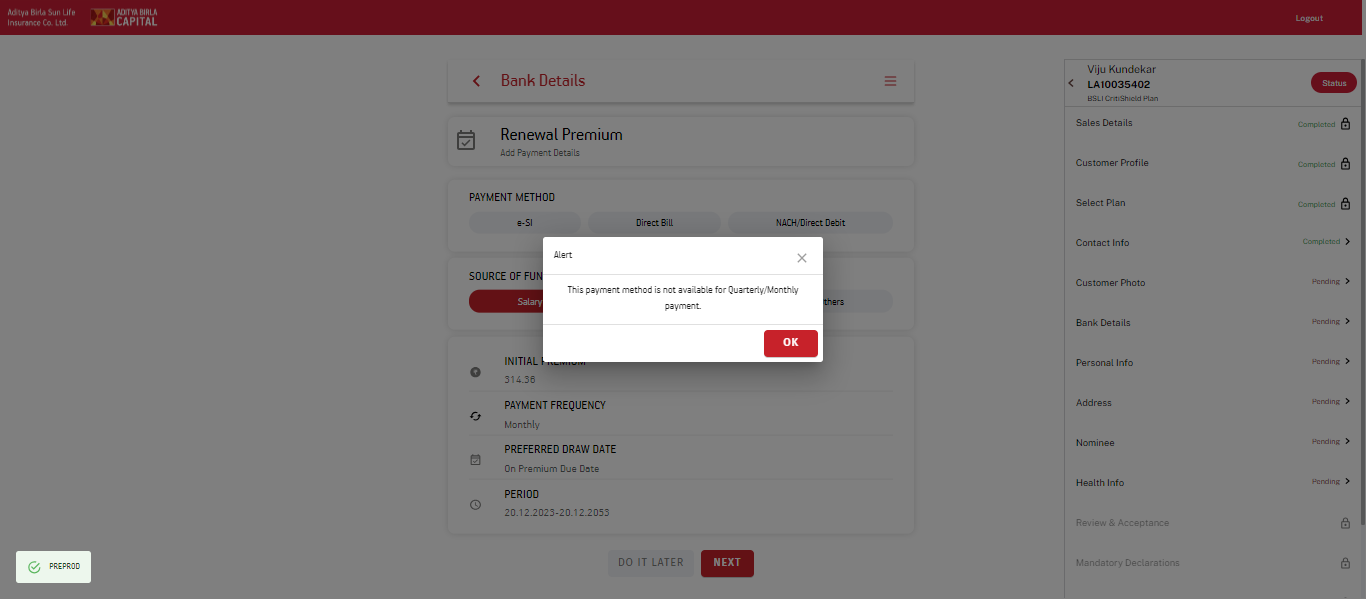 Aditya Birla Sun Life
Insurance Co. Ltd.
ADITYA BIRLA
CAPITAL
Logout
Bank Details
Renewal Premium
Add Payment Details
PAYMENT METHOD
e-SI
Direct Bill
NACH/Direct Debit
Alert
This payment method is not available for Quarterly/Monthly
payment.
OK
SOURCE OF FUN
Salary
thers
INITIAL PREMIUM
314.36
PAYMENT FREQUENCY
Monthly
PREFERRED DRAW DATE
On Premium Due Date
PERIOD
20.12.2023-20.12.2053
DO IT LATER
NEXT
PREPROD
Viju Kundekar
LA10035402
BSLI CritiShield Plan
Status
Sales Details Completed
Customer Profile Completed
Select Plan Completed
Contact Info Completed
Customer Photo Pending
Bank Details Pending
Personal Info Pending
Address Pending
Nominee Pending
Health Info Pending
Review & Acceptance
Mandatory Declarations